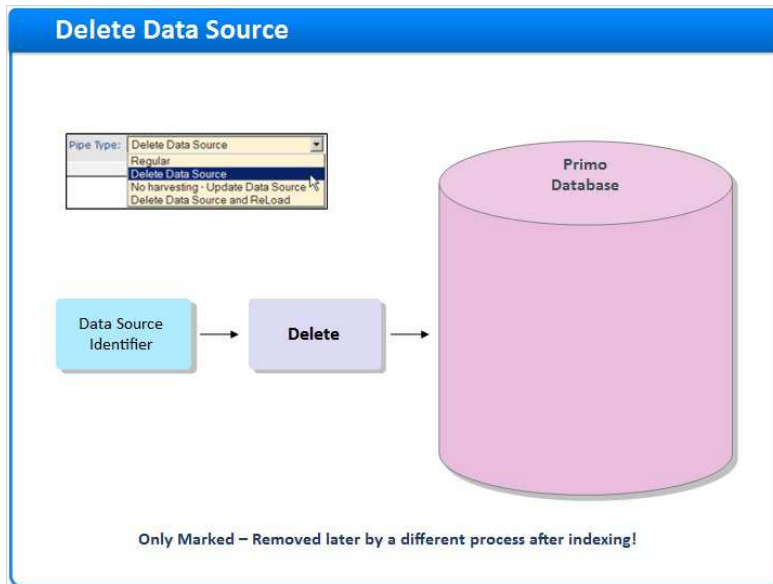 Delete Data Source
Pipe Type: Delete Data Source
Regular
Delete Data Source
No harvesting - Update Data Source
Delete Data Source and ReLoad
Primo
Database
Data Source
Identifier
Delete
Only Marked – Removed later by a different process after indexing!